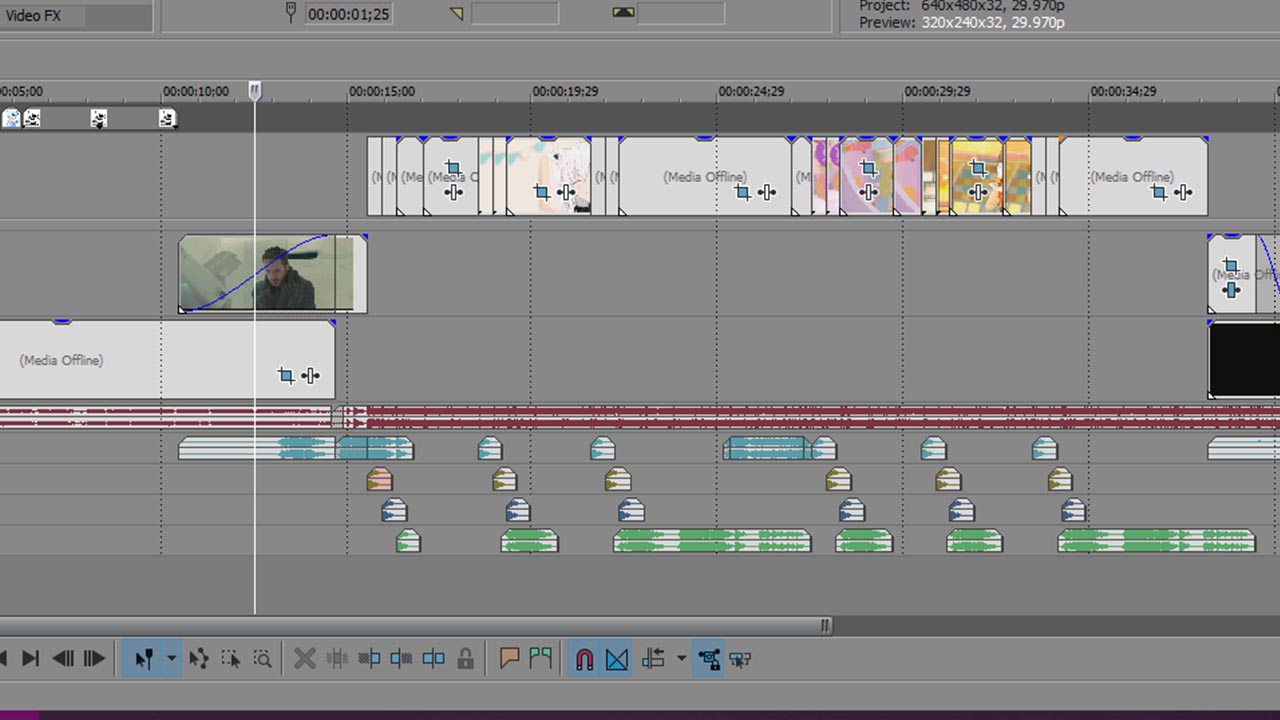 Project: 640x480x32, 29.970p
Video FX
00:00:01;25
Preview: 320x240x32, 29.970p
00:05;00
00:00:10;00
00:00:15;00
00:00:19;29
00:00:24;29
00:00:29;29
00:00:34;29
(M
(M
(Me
(Media O
(M
(M
(Media Offline)
(M
(M
(M
(Media Offline)
(Media Off
(Media Offline)